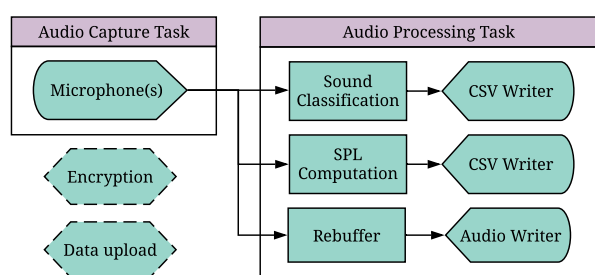 Audio Capture Task
Audio Processing Task
Microphone(s)
Sound
Classification
CSV Writer
SPL
Computation
CSV Writer
Encryption
Rebuffer
Audio Writer
Data upload